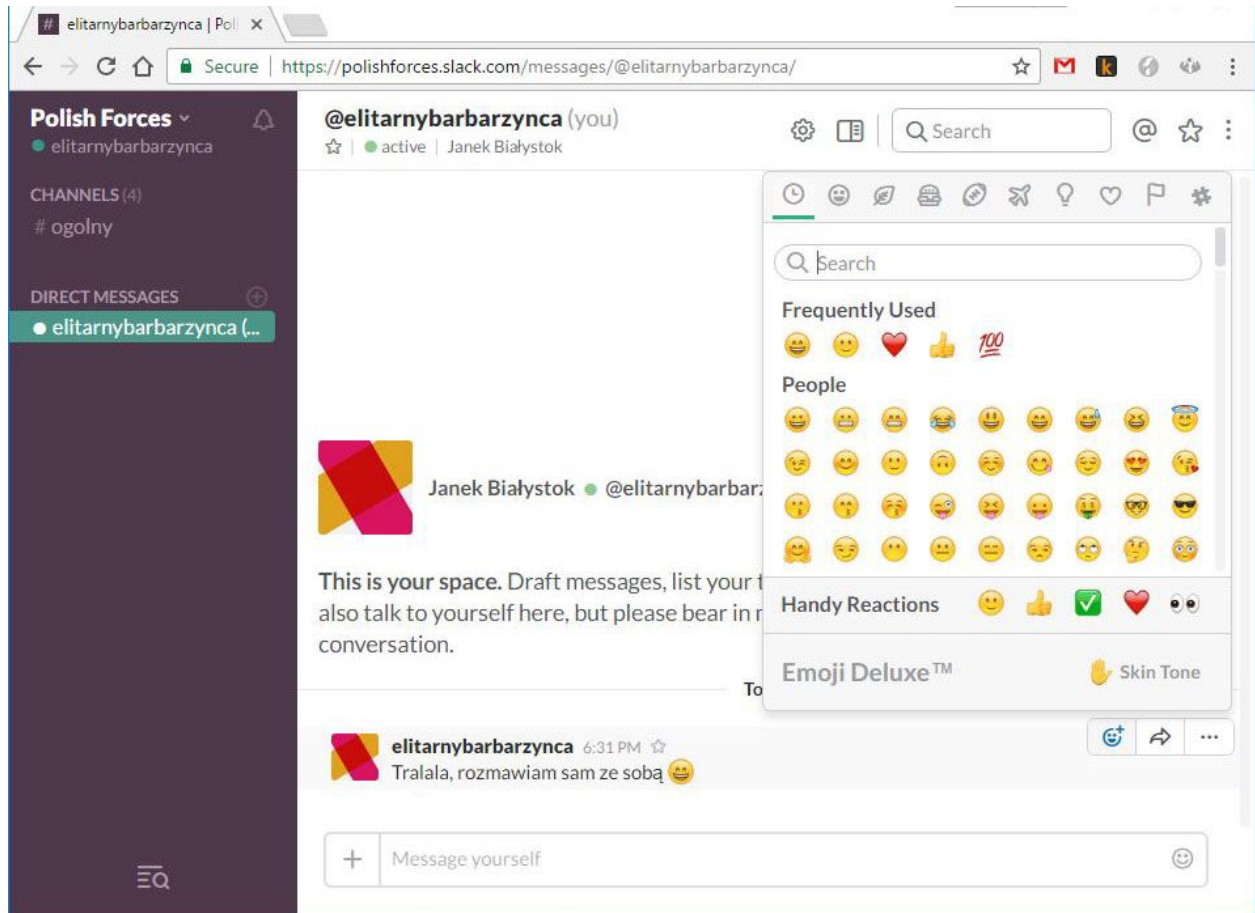 elitarnybarbarzynca | Pol
Secure | https://polishforces.slack.com/messages/@elitarnybarbarzynca/
Polish Forces
elitarnybarbarzynca
CHANNELS (4)
# ogolny
DIRECT MESSAGES
elitarnybarbarzynca (...
@elitarnybarbarzynca (you)
active | Janek Białystok
Search
Search
Frequently Used
100
People
Handy Reactions
Emoji Deluxe™
Skin Tone
Janek Białystok @elitarnybarbarz
This is your space. Draft messages, list your t
also talk to yourself here, but please bear in
conversation.
To
elitarnybarbarzynca 6:31 PM
Tralala, rozmawiam sam ze sobą
Message yourself